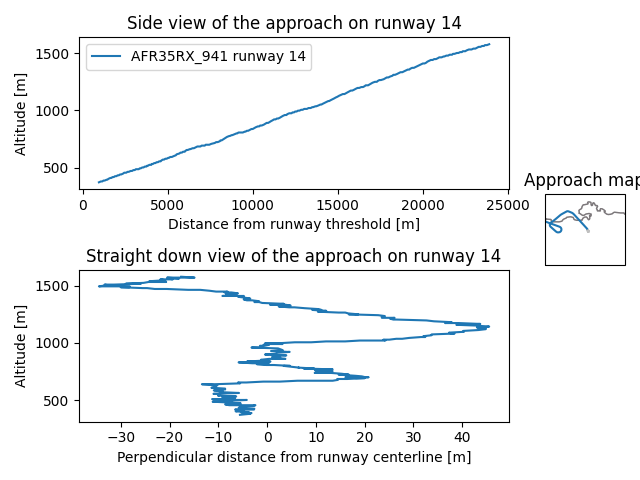 Side view of the approach on runway 14
Altitude [m]
1500
1000
500
AFR35RX_941 runway 14
0 5000 10000 15000 20000 25000
Distance from runway threshold [m]
Approach map
Straight down view of the approach on runway 14
Altitude [m]
1500
1000
500
−30 −20 −10 0 10 20 30 40
Perpendicular distance from runway centerline [m]